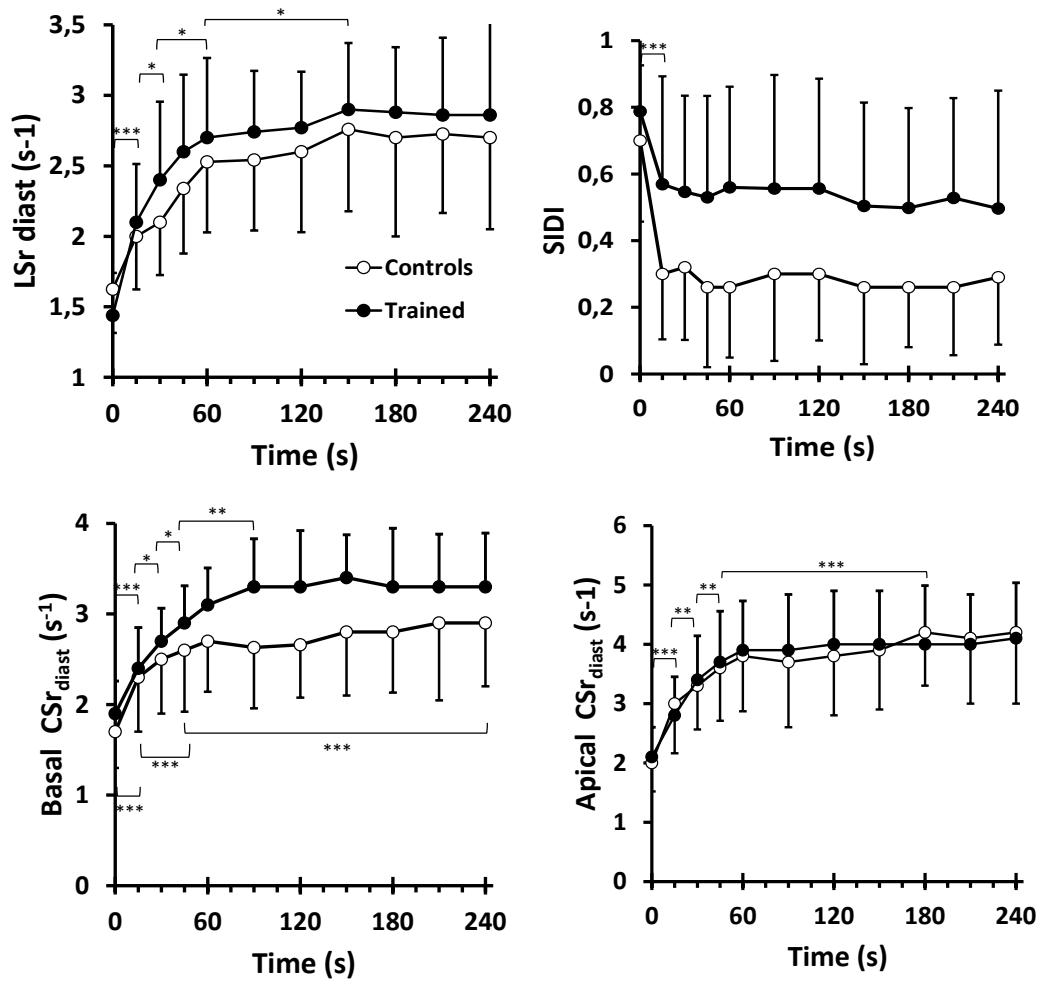 LSr diast (s-1)
3,5
3
2,5
2
1,5
1
***
*
*
*
Controls
Trained
0 60 120 180 240
Time (s)
SIDI
1
0,8
0,6
0,4
0,2
0
***
0 60 120 180 240
Time (s)
Basal CSrdiast (s-1)
4
3
2
1
0
***
*
*
**
***
***
***
0 60 120 180 240
Time (s)
Apical CSrdiast (s-1)
6
5
4
3
2
1
0
***
**
**
***
0 60 120 180 240
Time (s)